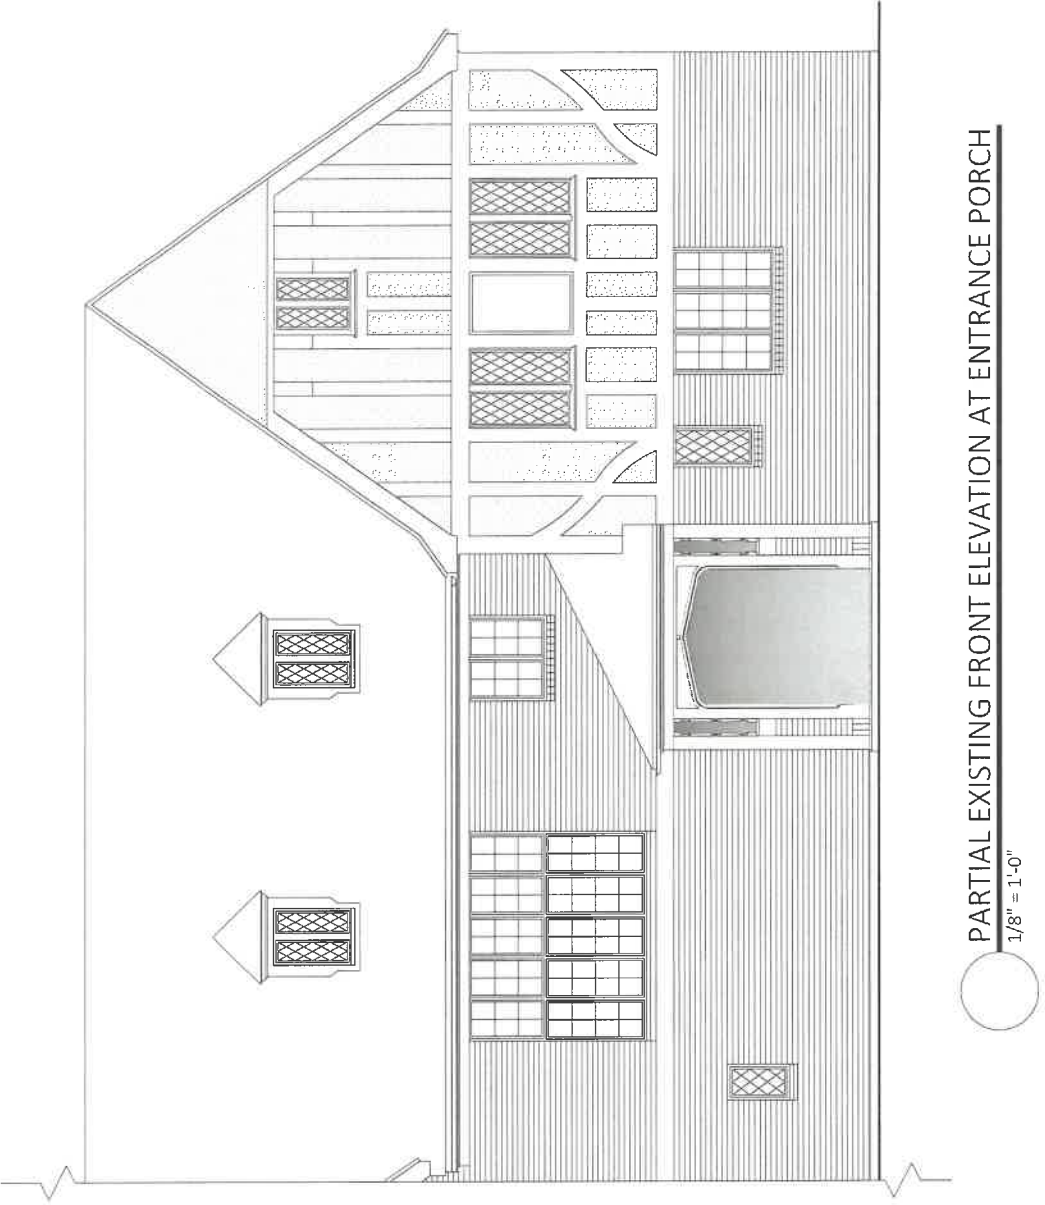 PARTIAL EXISTING FRONT ELEVATION AT ENTRANCE PORCH
1/8" = 1'-0"